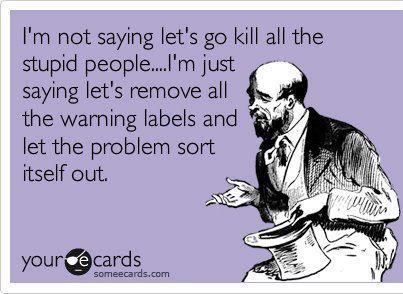 I'm not saying let's go kill all the
stupid people....I'm just
saying let's remove all
the warning labels and
let the problem sort
itself out.
your e cards
someecards.com